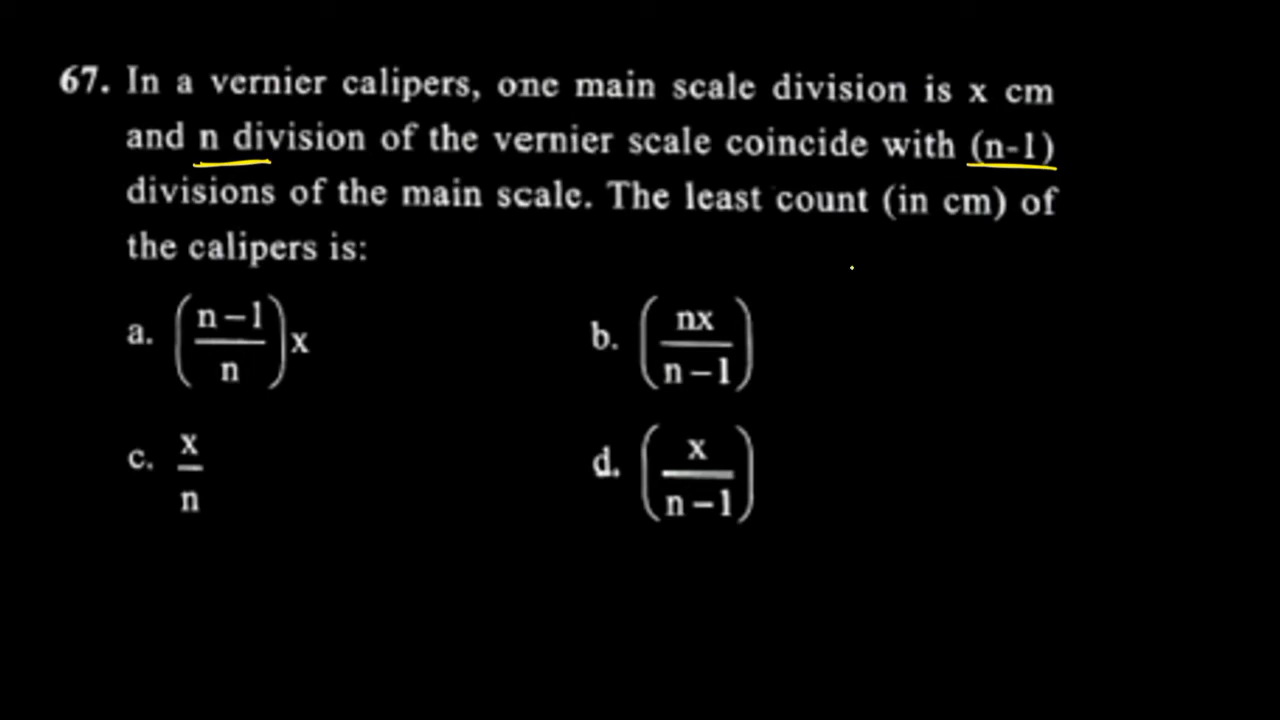 67. In a vernier calipers, one main scale division is x cm
and n division of the vernier scale coincide with (n-1)
divisions of the main scale. The least count (in cm) of
the calipers is:
a. ((n−1)/n)x b. (nx/(n−1))
c. x/n d. (x/(n−1))